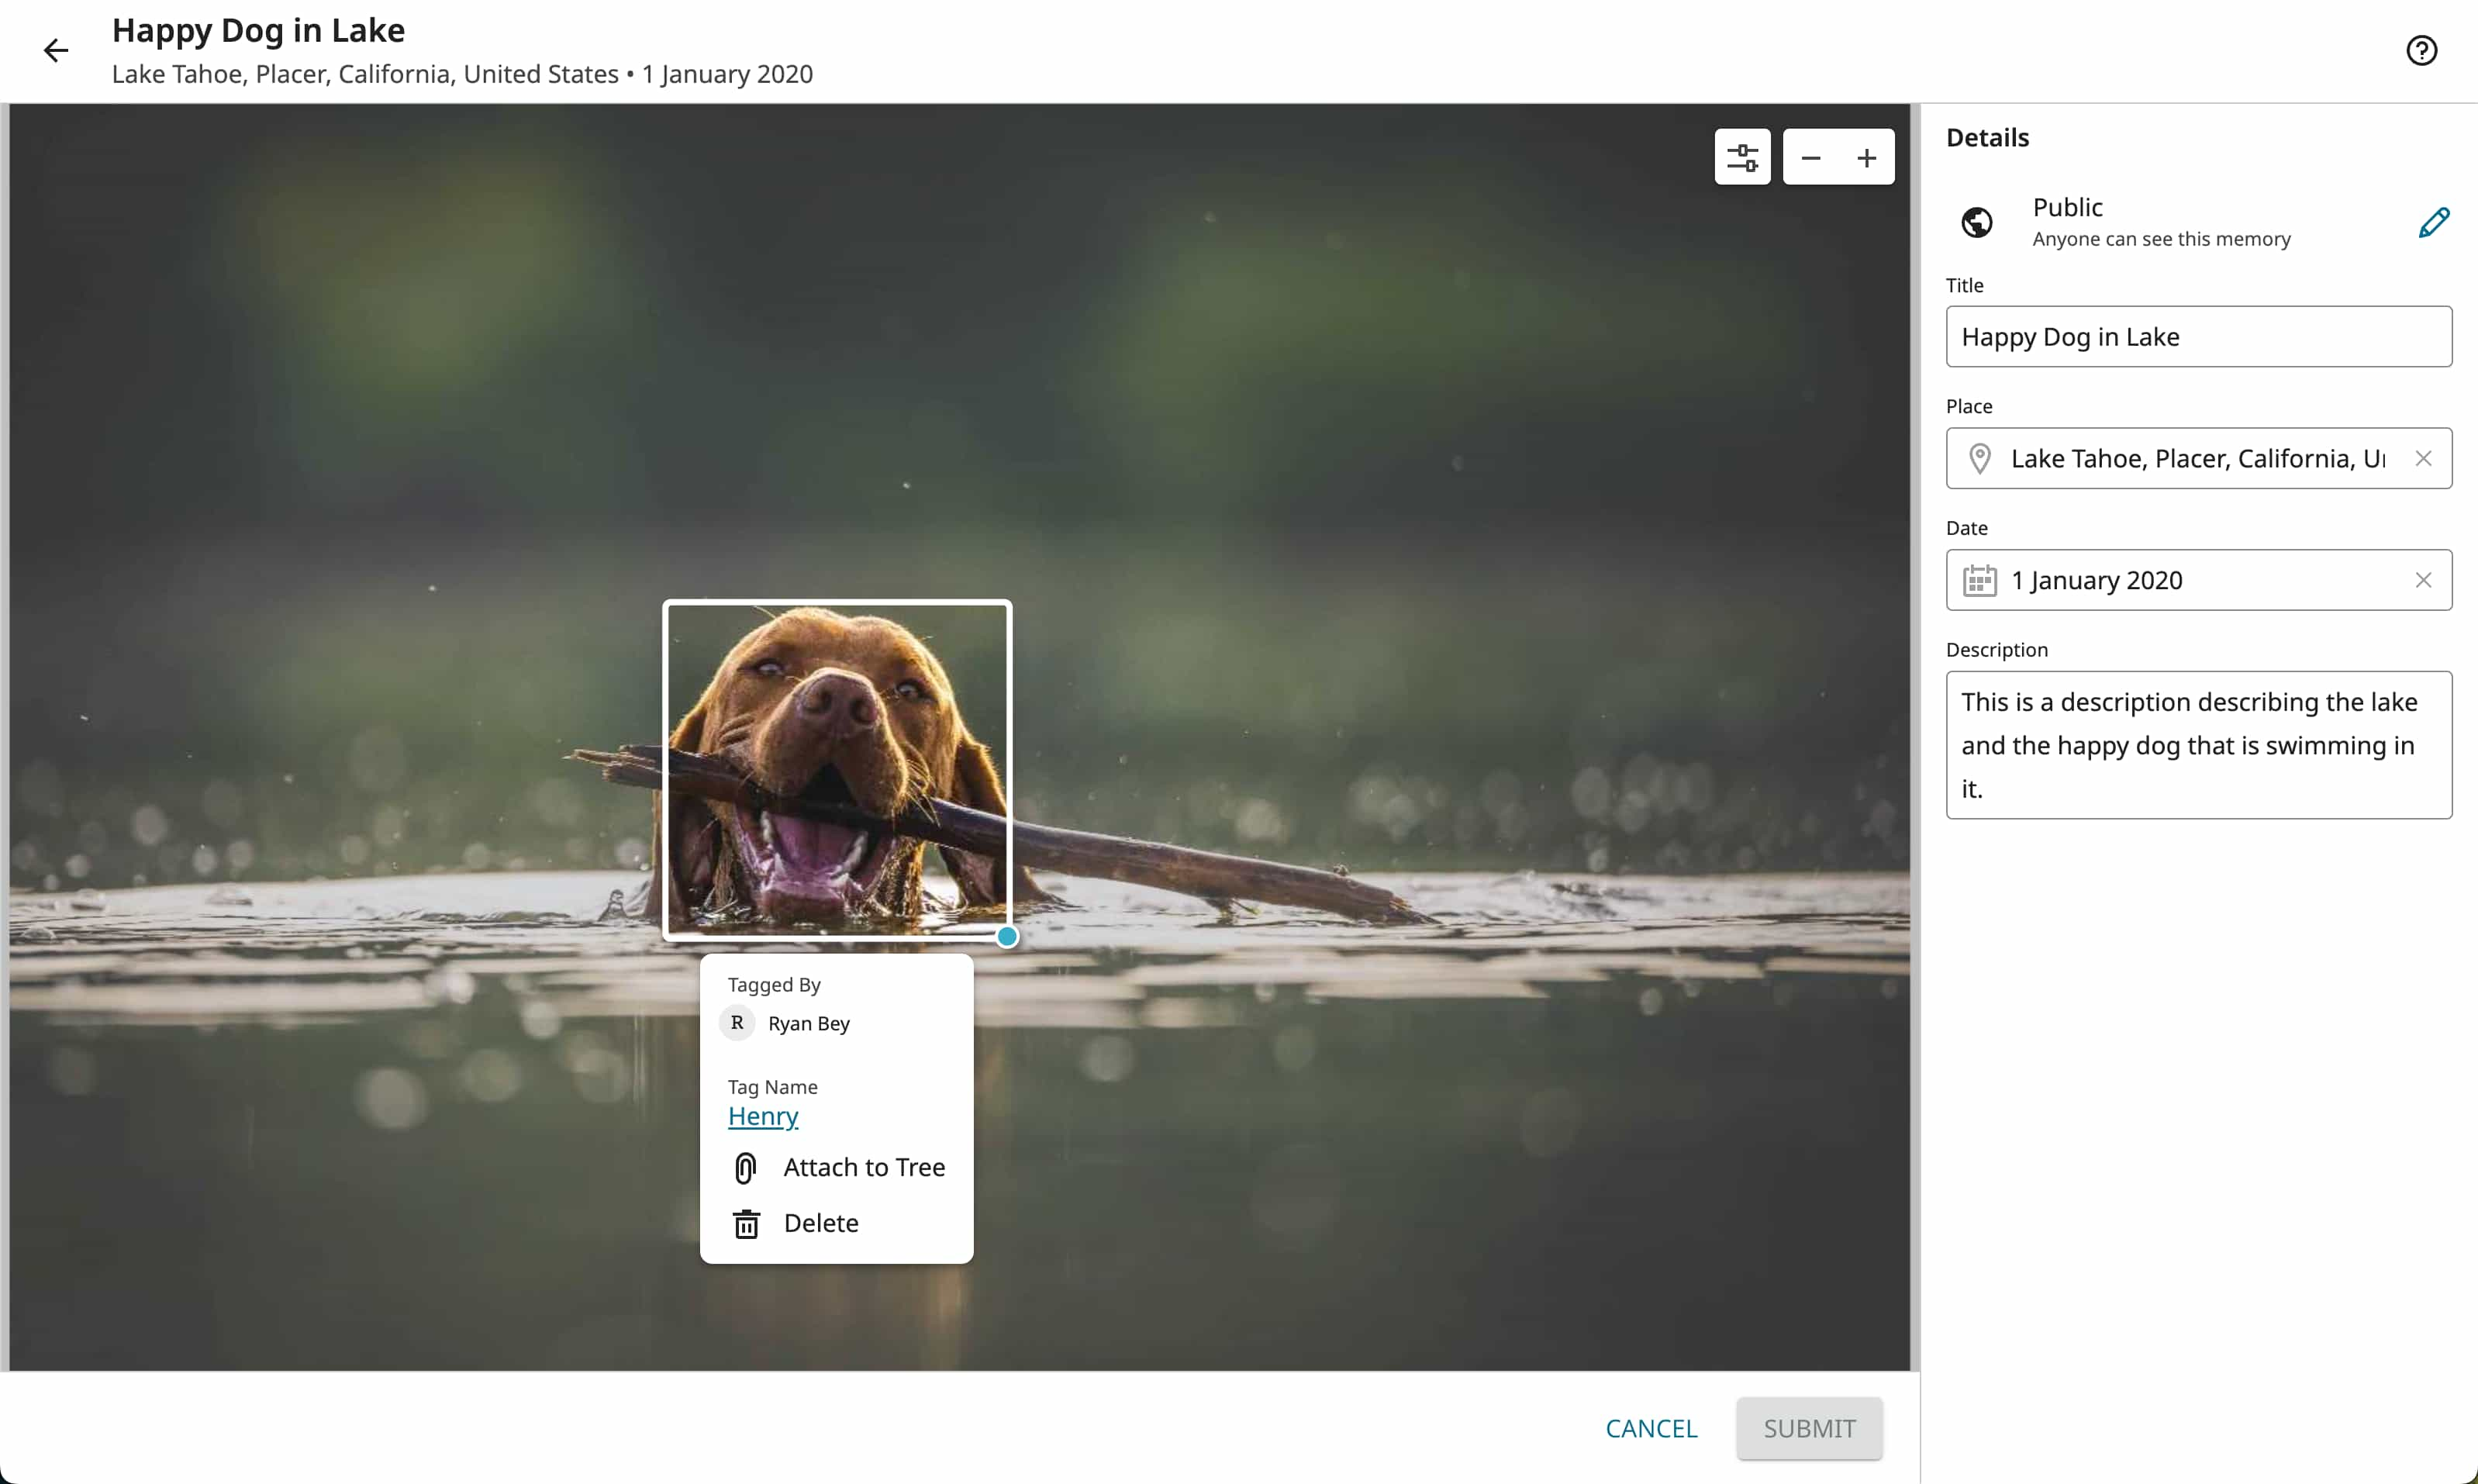 Happy Dog in Lake
Lake Tahoe, Placer, California, United States • 1 January 2020
Details
Public
Anyone can see this memory
Title
Happy Dog in Lake
Place
Lake Tahoe, Placer, California, U
Date
1 January 2020
Description
This is a description describing the lake
and the happy dog that is swimming in
it.
Tagged By
R Ryan Bey
Tag Name
Henry
Attach to Tree
Delete
CANCEL SUBMIT